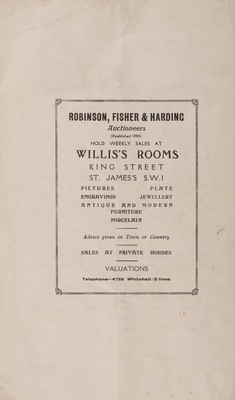 ROBINSON, FISHER & HARDING
Auctioneers
(Established 1830)
HOLD WEEKLY SALES AT
WILLIS'S ROOMS
KING STREET
ST. JAMES'S S.W.1
PICTURES PLATE
ENGRAVINGS JEWELLERY
ANTIQUE AND MODERN
FURNITURE
PORCELAIN
Advice given in Town or Country
SALES AT PRIVATE HOUSES
VALUATIONS
Telephone—4725 Whitehall (2 lines